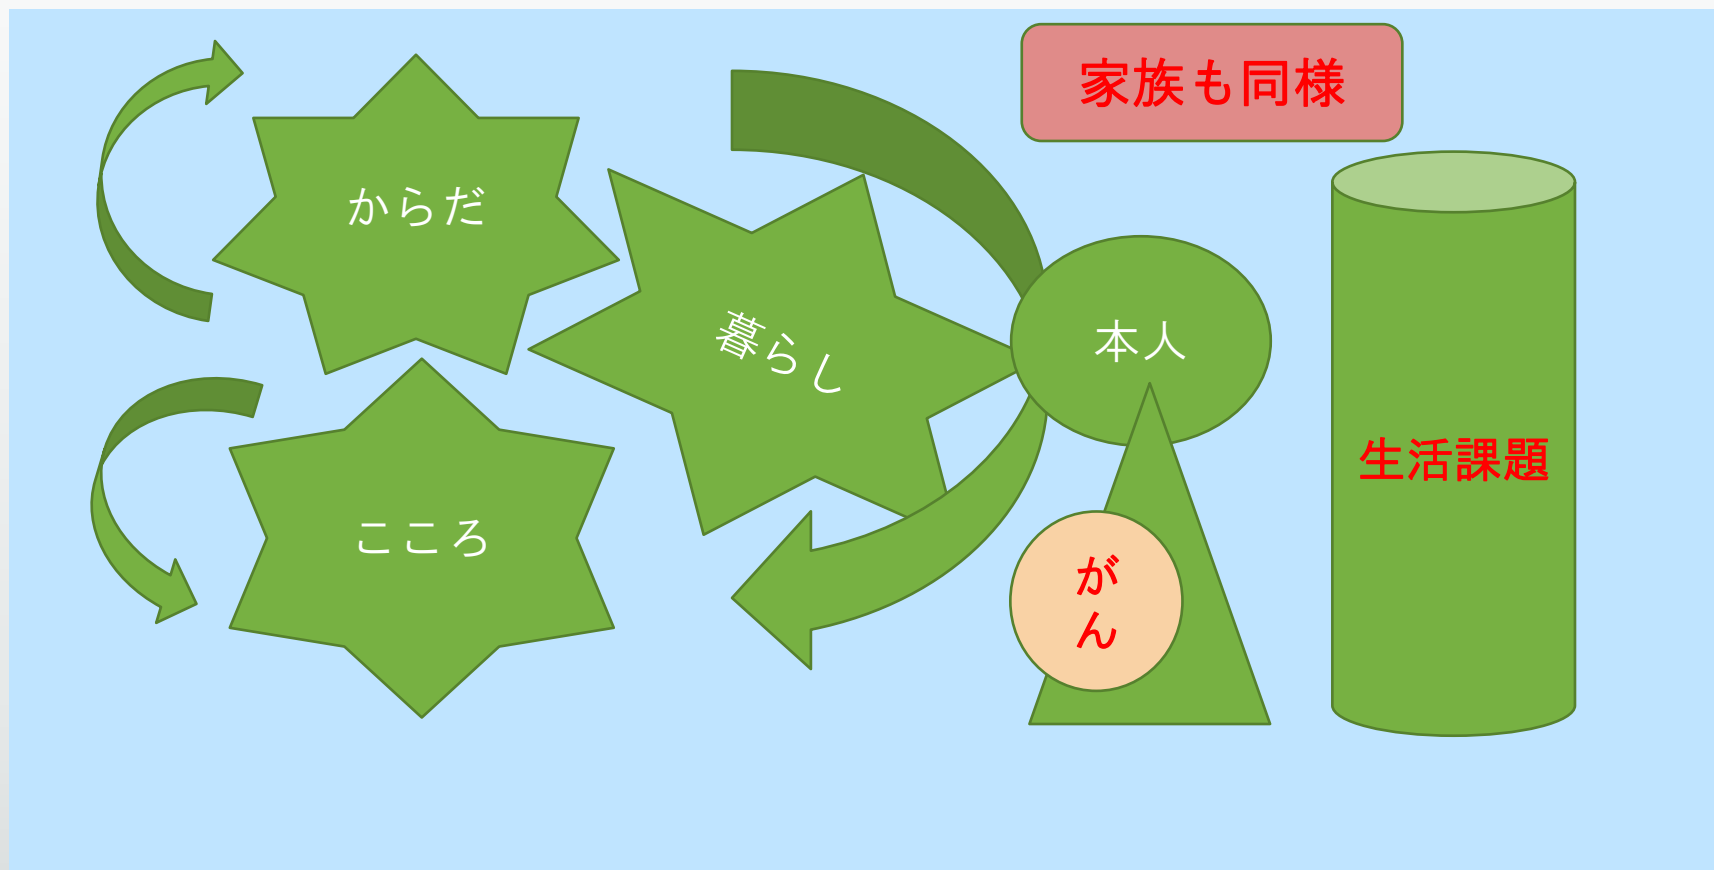 家族も同様
からだ
暮らし
本人
生活課題
こころ
が
ん